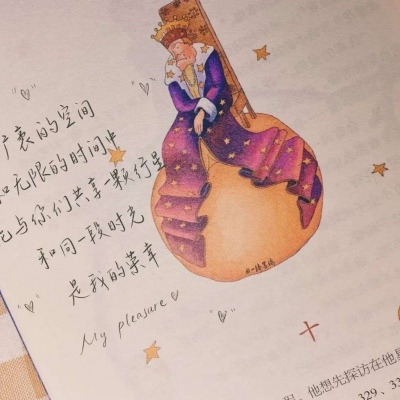 广袤的空间
和无限的时间中
能与你们共享一颗行星
和同一段时光
是我的荣幸
My pleasure
他想先探访在他星
329、33